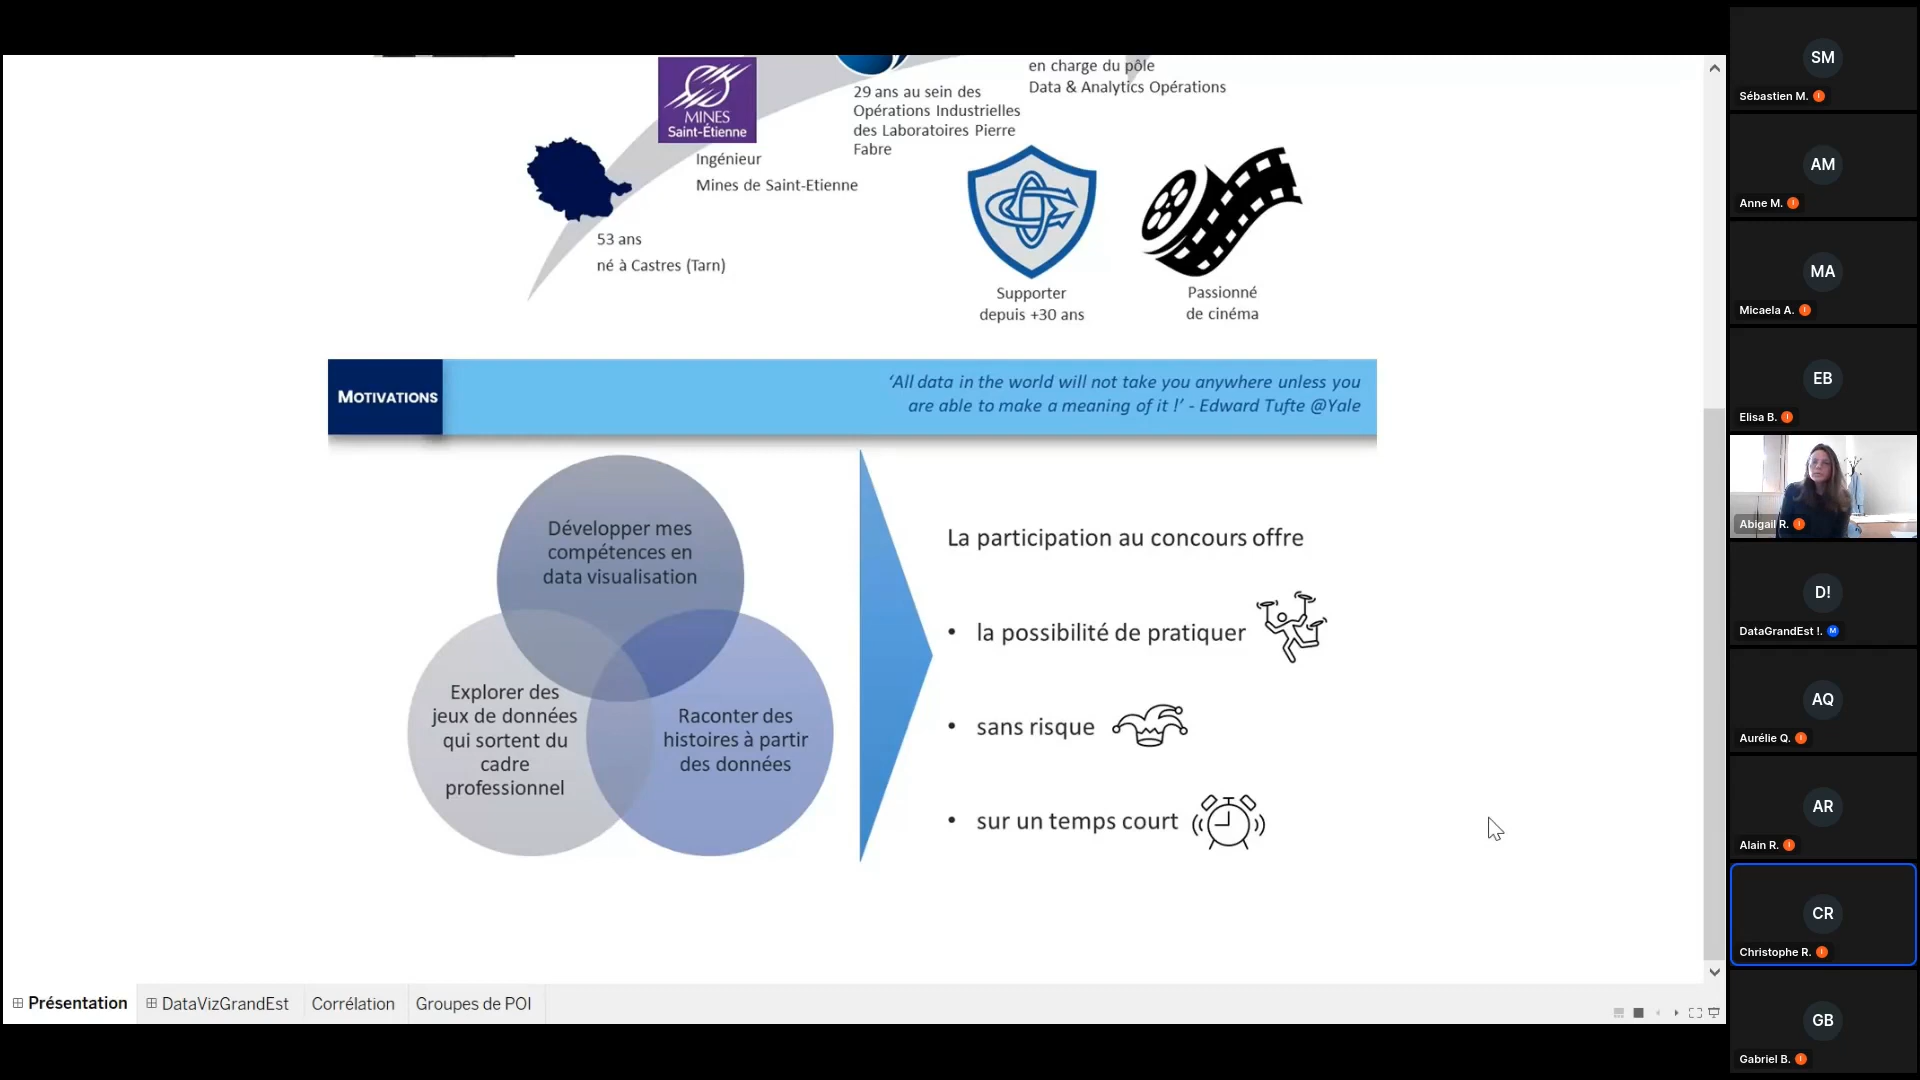 en charge du pôle
Data & Analytics Opérations
29 ans au sein des
Opérations Industrielles
des Laboratoires Pierre
Fabre
MINES
Saint-Étienne
Ingénieur
Mines de Saint-Etienne
53 ans
né à Castres (Tarn)
Supporter
depuis +30 ans
Passionné
de cinéma
MOTIVATIONS
‘All data in the world will not take you anywhere unless you
are able to make a meaning of it !’ - Edward Tufte @Yale
Développer mes
compétences en
data visualisation
Explorer des
jeux de données
qui sortent du
cadre
professionnel
Raconter des
histoires à partir
des données
La participation au concours offre
• la possibilité de pratiquer
• sans risque
• sur un temps court
Présentation
DataVizGrandEst
Corrélation
Groupes de POI
SM
Sébastien M.
AM
Anne M.
MA
Micaela A.
EB
Elisa B.
Abigail R.
D!
DataGrandEst !.
M
AQ
Aurélie Q.
AR
Alain R.
CR
Christophe R.
GB
Gabriel B.